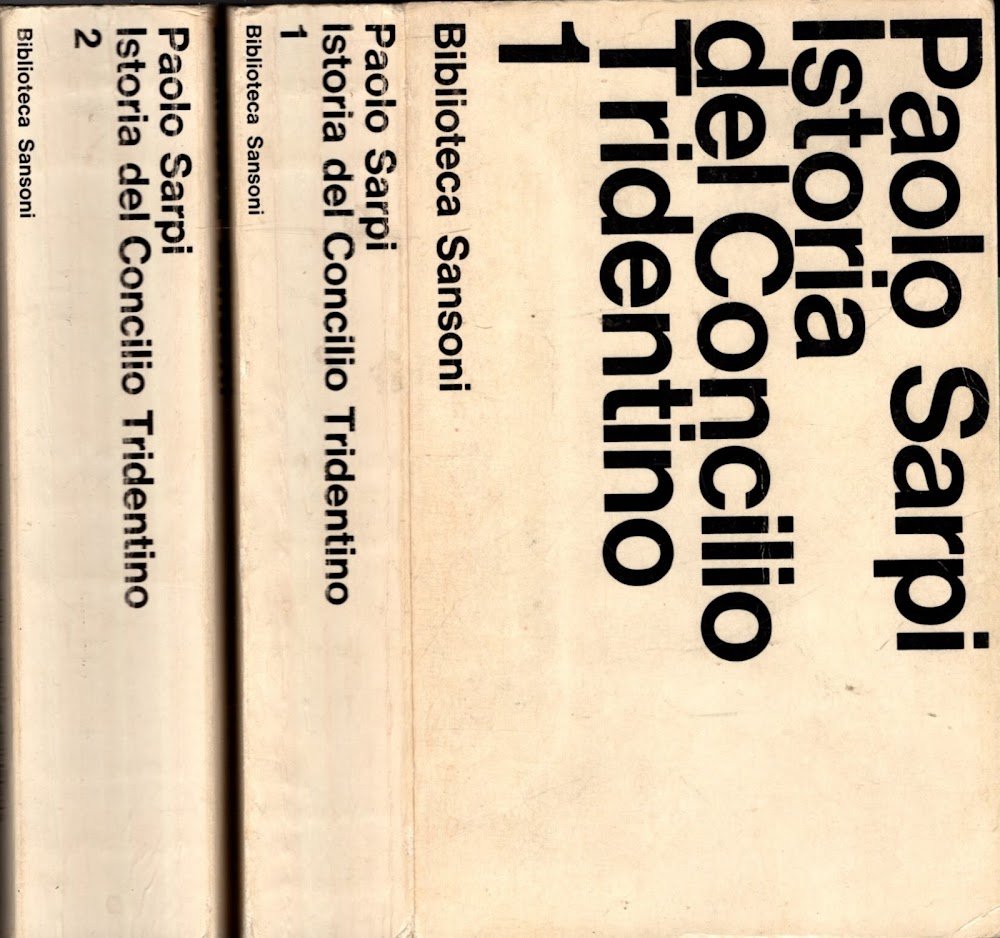 Paolo Sarpi
Istoria del Concilio Tridentino
2
Biblioteca Sansoni
Paolo Sarpi
Istoria del Concilio Tridentino
1
Biblioteca Sansoni
Paolo Sarpi
Istoria
del Concilio
Tridentino
1
Biblioteca Sansoni